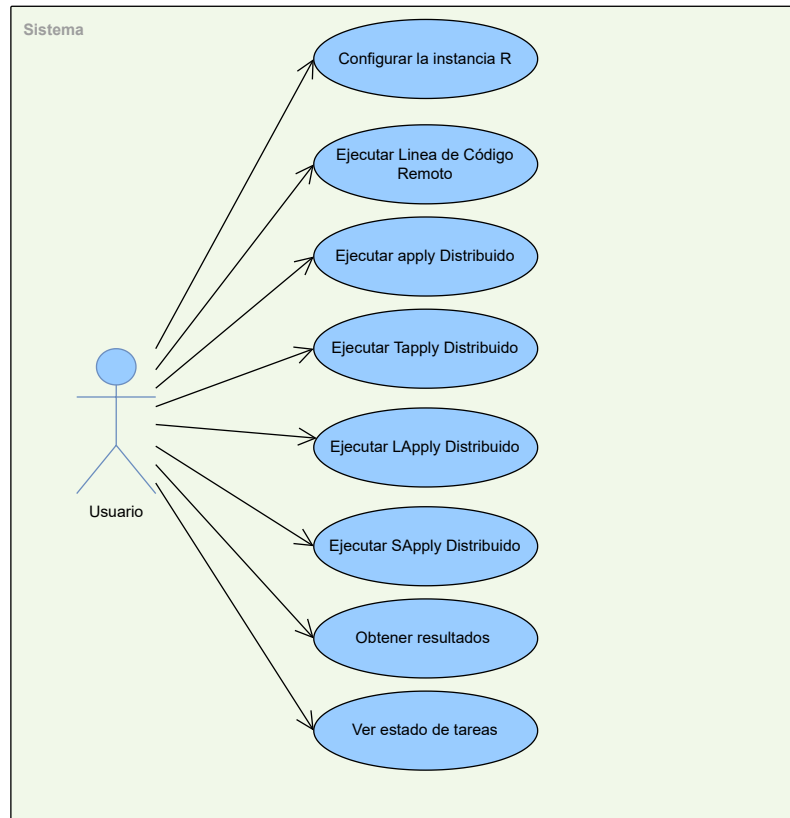 Sistema
Configurar la instancia R
Ejecutar Linea de Código
Remoto
Ejecutar apply Distribuido
Ejecutar Tapply Distribuido
Ejecutar LApply Distribuido
Ejecutar SApply Distribuido
Usuario
Obtener resultados
Ver estado de tareas